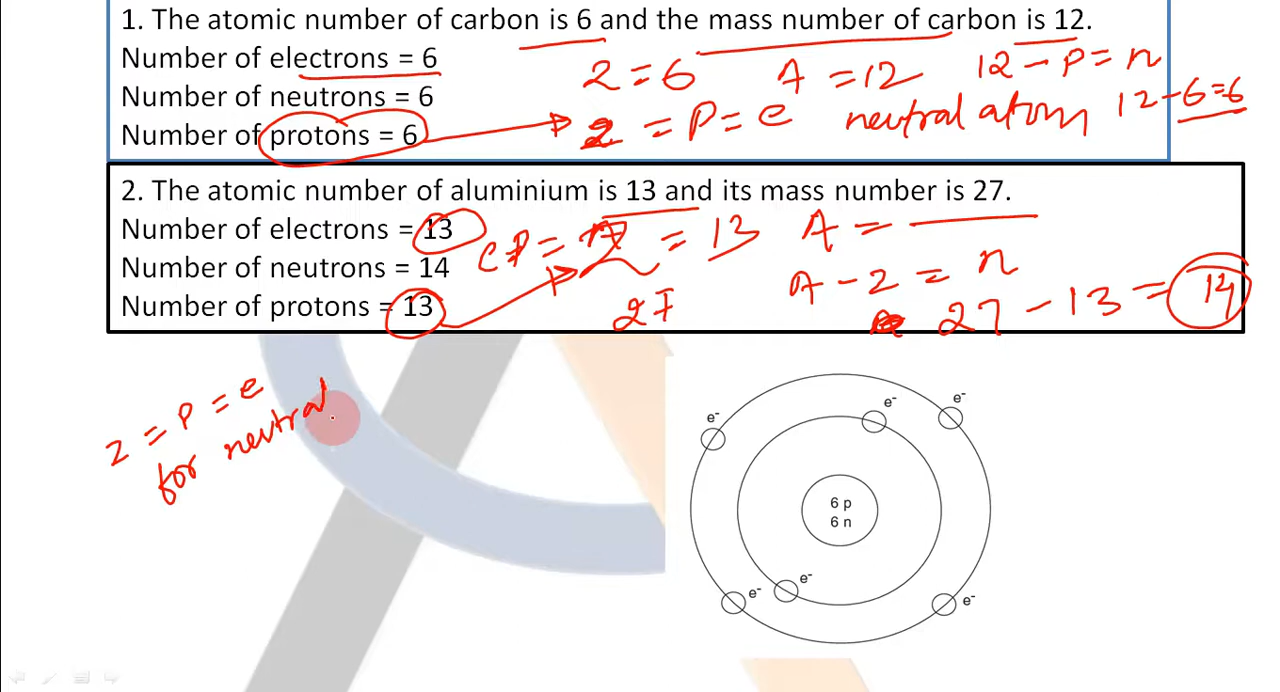 1. The atomic number of carbon is 6 and the mass number of carbon is 12.
Number of electrons = 6
Number of neutrons = 6
Number of protons = 6
2 = 6 A = 12 12 - P = n
2 = P = e neutral atom 12 - 6 = 6
2. The atomic number of aluminium is 13 and its mass number is 27.
Number of electrons = 13
Number of neutrons = 14
Number of protons = 13
= 13 A =
A - 2 = n
27 - 13 = 14
27
z = P = e
for neutral
e-
e-
e-
6 p
6 n
e-
e-
e-